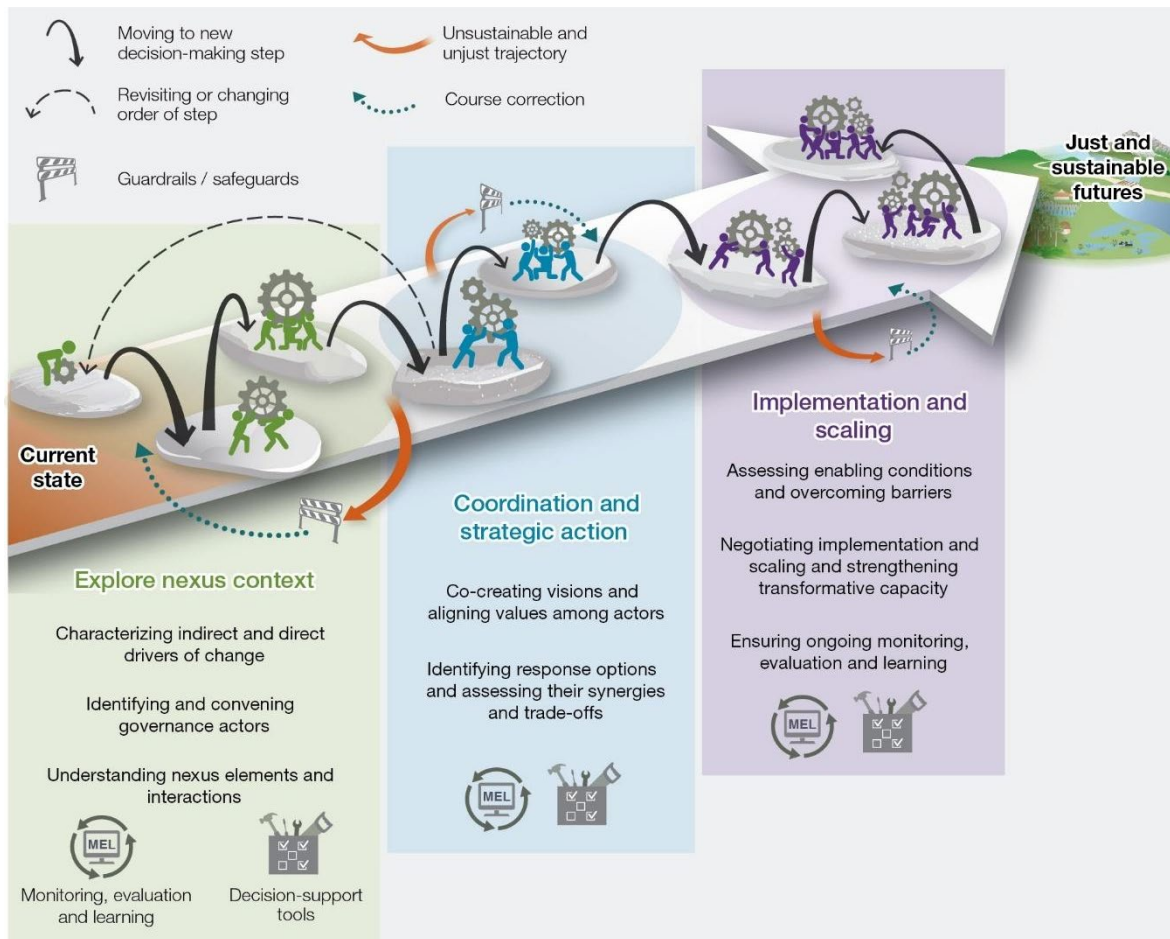 Moving to new
decision-making step
Unsustainable and
unjust trajectory
Revisiting or changing
order of step
Course correction
Guardrails / safeguards
Just and
sustainable
futures
Current
state
Explore nexus context
Characterizing indirect and direct
drivers of change
Identifying and convening
governance actors
Understanding nexus elements and
interactions
MEL
Monitoring, evaluation
and learning
Decision-support
tools
Coordination and
strategic action
Co-creating visions and
aligning values among actors
Identifying response options
and assessing their synergies
and trade-offs
MEL
Implementation and
scaling
Assessing enabling conditions
and overcoming barriers
Negotiating implementation and
scaling and strengthening
transformative capacity
Ensuring ongoing monitoring,
evaluation and learning
MEL